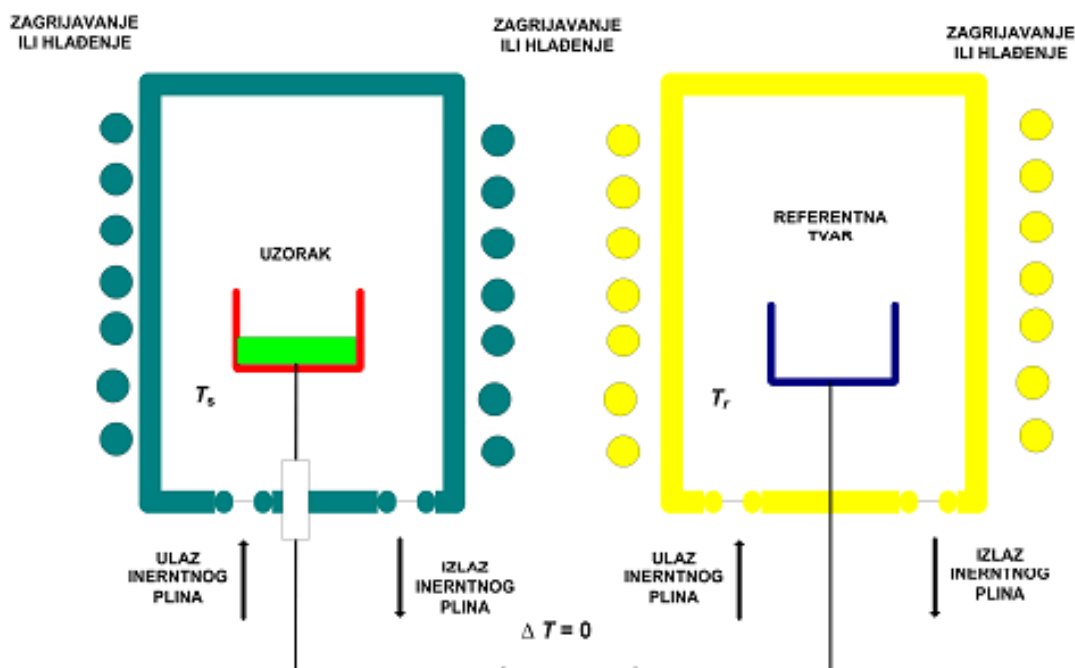 ZAGRIJAVANJE
ILI HLAĐENJE
ZAGRIJAVANJE
ILI HLAĐENJE
ZAGRIJAVANJE
ILI HLAĐENJE
UZORAK
REFERENTNA
TVAR
Ts
Tr
ULAZ
INERNTNOG
PLINA
IZLAZ
INERNTNOG
PLINA
ULAZ
INERNTNOG
PLINA
IZLAZ
INERNTNOG
PLINA
Δ T = 0